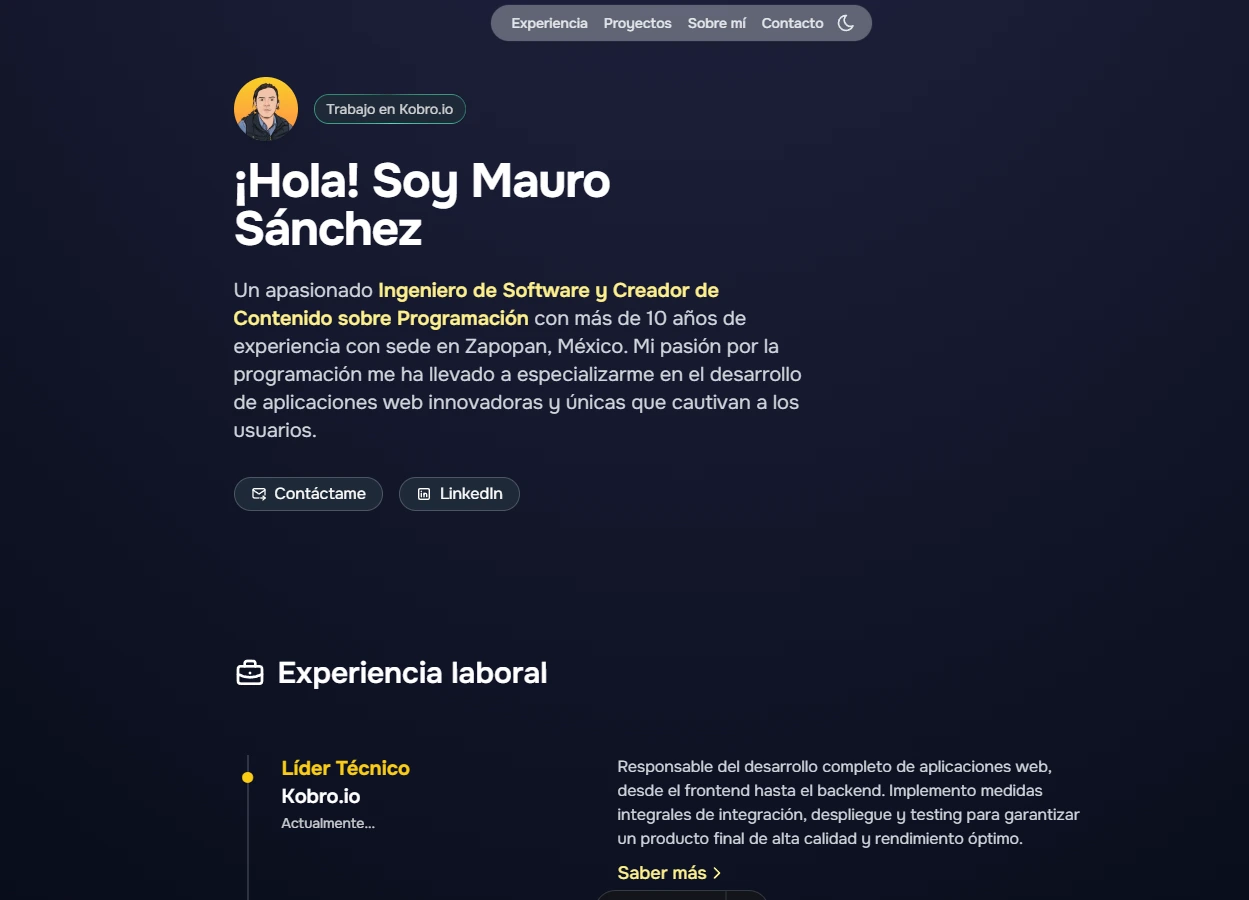 Experiencia Proyectos Sobre mí Contacto
Trabajo en Kobro.io
¡Hola! Soy Mauro
Sánchez
Un apasionado Ingeniero de Software y Creador de
Contenido sobre Programación con más de 10 años de
experiencia con sede en Zapopan, México. Mi pasión por la
programación me ha llevado a especializarme en el desarrollo
de aplicaciones web innovadoras y únicas que cautivan a los
usuarios.
Contáctame LinkedIn
Experiencia laboral
Líder Técnico
Kobro.io
Actualmente...
Responsable del desarrollo completo de aplicaciones web,
desde el frontend hasta el backend. Implemento medidas
integrales de integración, despliegue y testing para garantizar
un producto final de alta calidad y rendimiento óptimo.
Saber más